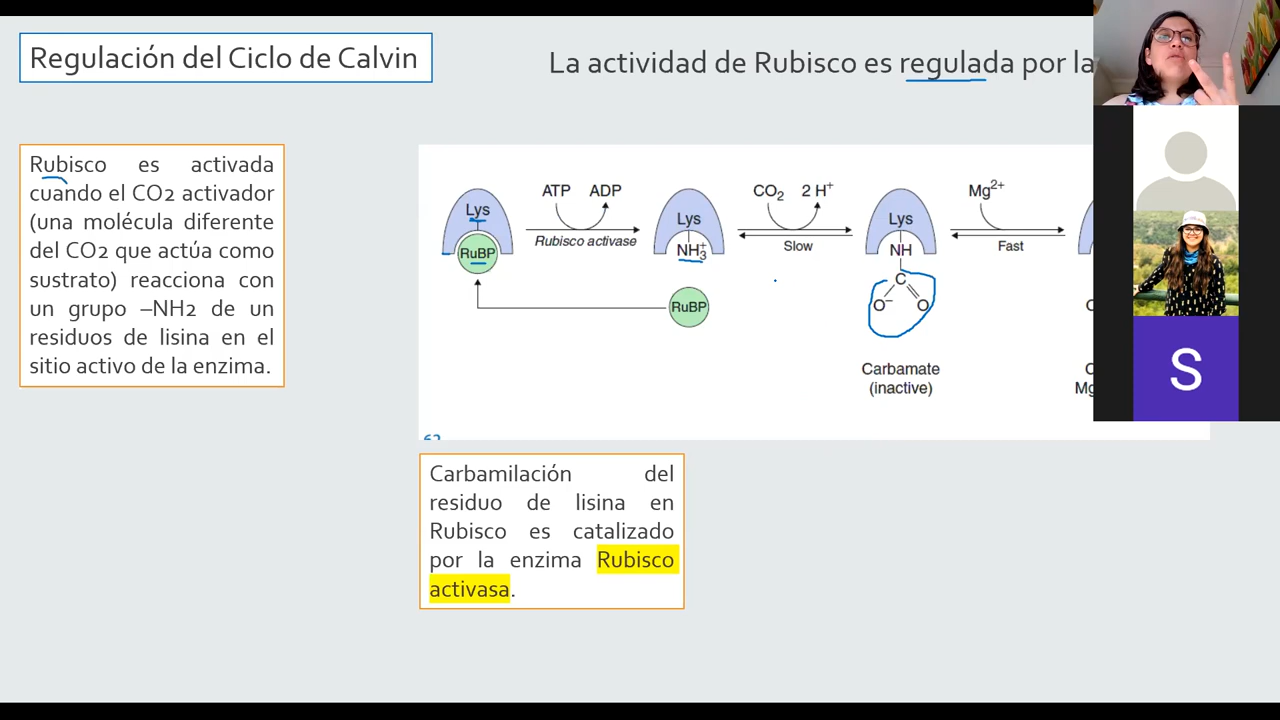 Regulación del Ciclo de Calvin
La actividad de Rubisco es regulada por la
Rubisco es activada
cuando el CO2 activador
(una molécula diferente
del CO2 que actúa como
sustrato) reacciona con
un grupo –NH2 de un
residuos de lisina en el
sitio activo de la enzima.
Lys
RuBP
ATP ADP
Rubisco activase
Lys
NH3+
RuBP
CO2 2 H+
Slow
Lys
NH
C
O− O
Carbamate
(inactive)
Mg2+
Fast
Carbamilación del
residuo de lisina en
Rubisco es catalizado
por la enzima Rubisco
activasa.
S